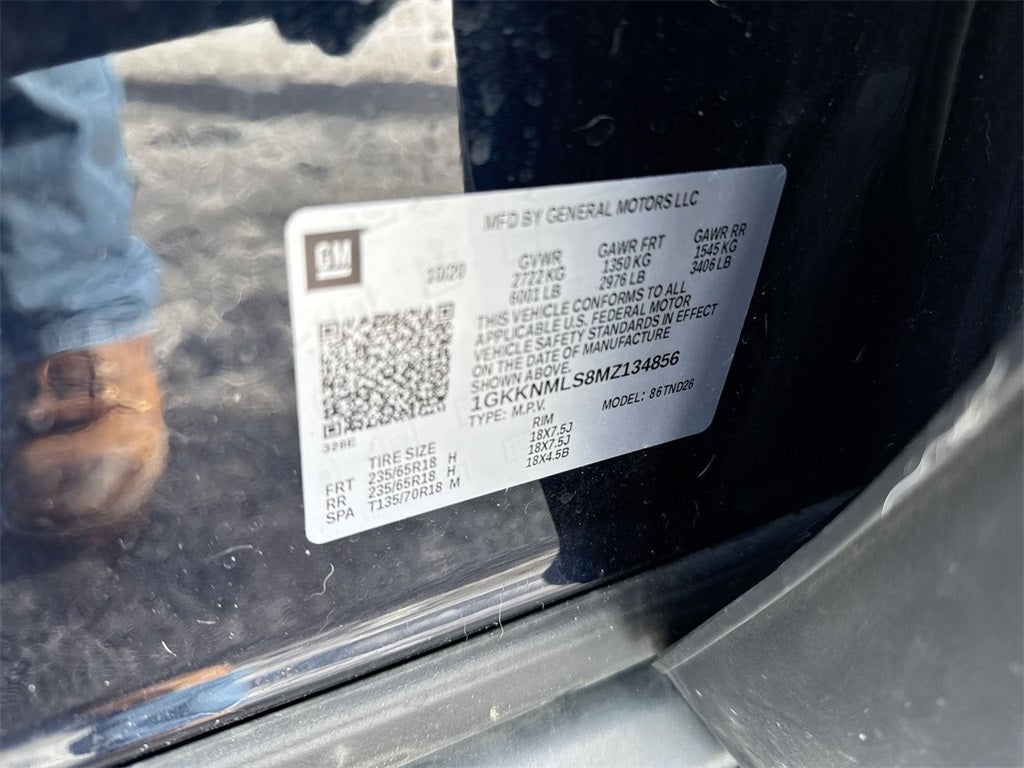 MFD BY GENERAL MOTORS LLC
GM
10/20
GVWR
2722 KG
6001 LB
GAWR FRT
1350 KG
2976 LB
GAWR RR
1545 KG
3406 LB
THIS VEHICLE CONFORMS TO ALL
APPLICABLE U.S. FEDERAL MOTOR
VEHICLE SAFETY STANDARDS IN EFFECT
ON THE DATE OF MANUFACTURE
SHOWN ABOVE.
1GKKNMLS8MZ134856
TYPE: M.P.V. MODEL: 86TND26
TIRE SIZE RIM
FRT 235/65R18 H 18X7.5J
RR 235/65R18 H 18X7.5J
SPA T135/70R18 M 18X4.5B